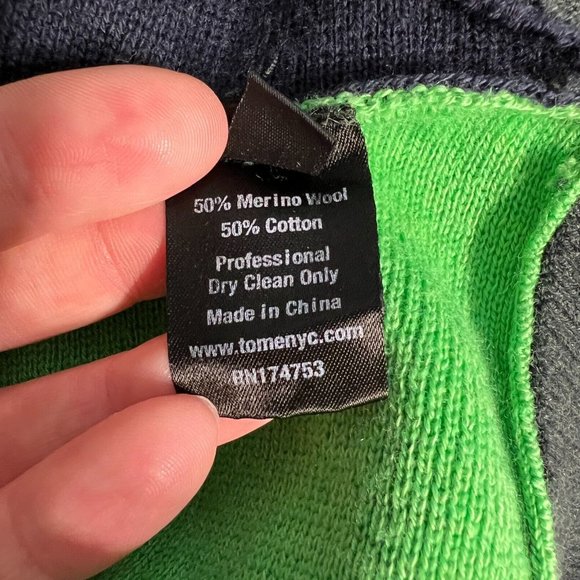 50% Merino Wool
50% Cotton
Professional
Dry Clean Only
Made in China
www.tomenyc.com
RN174753